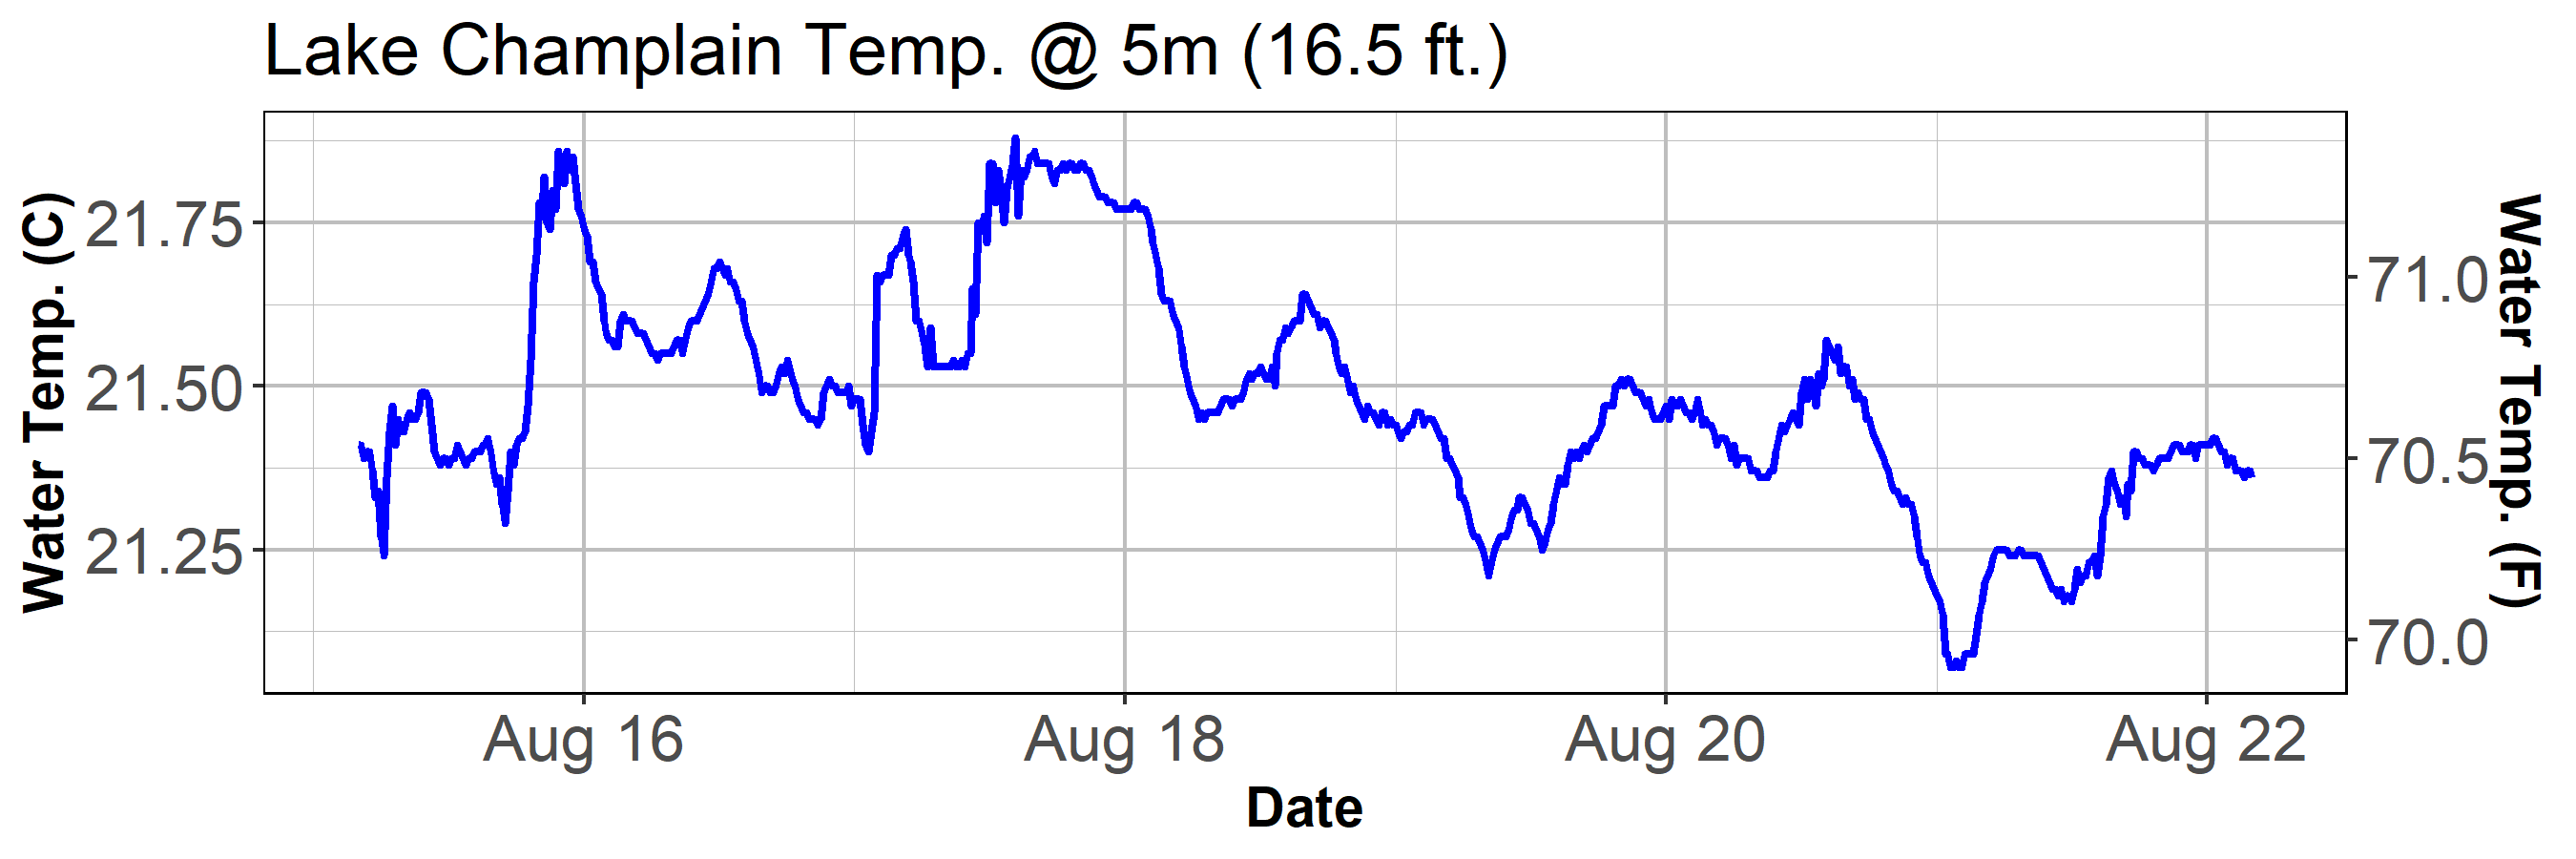 Lake Champlain Temp. @ 5m (16.5 ft.)
Water Temp. (C)
21.75
21.50
21.25
71.0
70.5
70.0
Water Temp. (F)
Aug 16 Aug 18 Aug 20 Aug 22
Date